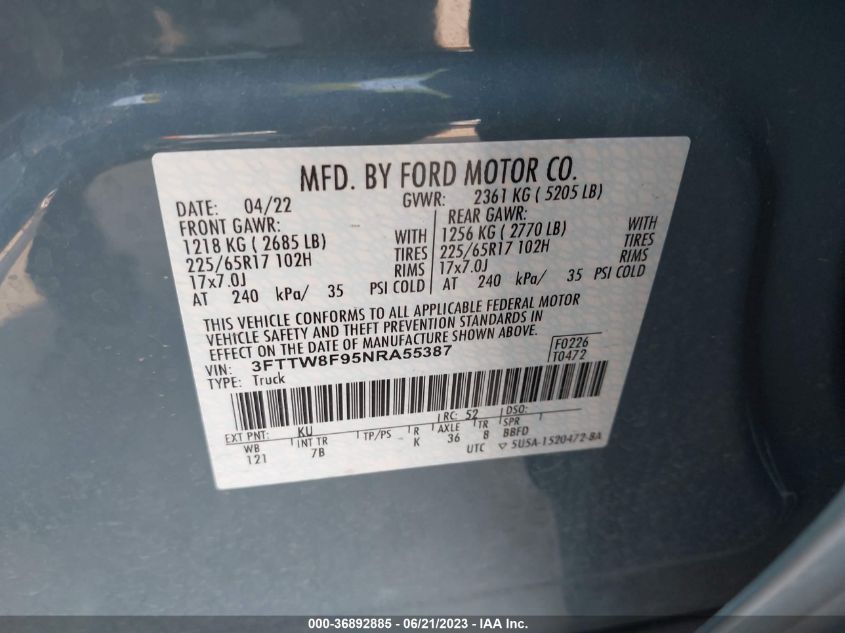 MFD. BY FORD MOTOR CO.
DATE: 04/22 GVWR: 2361 KG ( 5205 LB)
FRONT GAWR: REAR GAWR:
1218 KG ( 2685 LB) WITH 1256 KG ( 2770 LB) WITH
225/65R17 102H TIRES 225/65R17 102H TIRES
17x7.0J RIMS 17x7.0J RIMS
AT 240 kPa/ 35 PSI COLD AT 240 kPa/ 35 PSI COLD
THIS VEHICLE CONFORMS TO ALL APPLICABLE FEDERAL MOTOR
VEHICLE SAFETY AND THEFT PREVENTION STANDARDS IN
EFFECT ON THE DATE OF MANUFACTURE SHOWN ABOVE.
VIN: 3FTTW8F95NRA55387 F0226
TYPE: Truck T0472
EXT PNT: KU RC: 52 DSO:
WB INT TR TP/PS R AXLE TR SPR
121 7B K 36 8 BBFD
UTC 5U5A-1520472-BA
000-36892885 / 06/21/2023 - IAA Inc.